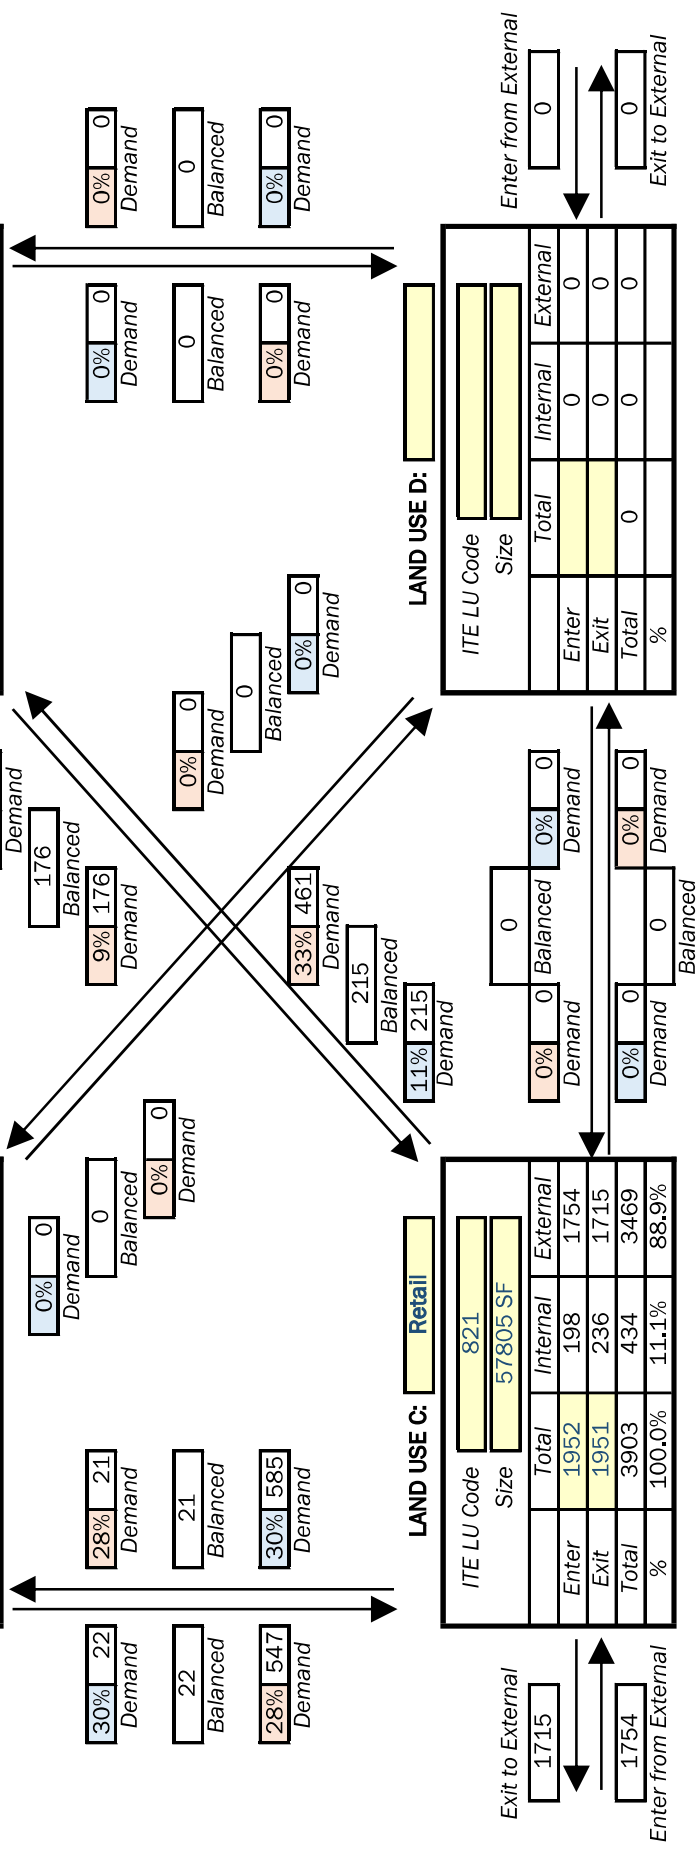 Demand
0% 0 176
Demand Balanced
30% 22 28% 21 0 9% 176 0% 0 0% 0
Demand Demand Balanced Demand Demand Demand
0% 0
22 21 Demand 0% 0 0 0
Balanced Balanced Demand Balanced Balanced
0
28% 547 30% 585 Balanced 0% 0 0% 0
Demand Demand 33% 461 0% 0 Demand Demand
Demand Demand
215
Balanced
LAND USE C: Retail 11% 215 LAND USE D:
Demand
ITE LU Code 821 ITE LU Code
Size 57805 SF Size
Exit to External 0 Enter from External
1715 Total Internal External 0% 0 Balanced 0% 0 Total Internal External 0
Enter 1952 198 1754 Demand Demand Enter 0 0
Exit 1951 236 1715 Exit 0 0
1754 Total 3903 434 3469 0% 0 0% 0 Total 0 0 0 0
Enter from External % 100.0% 11.1% 88.9% Demand 0 Demand % Exit to External
Balanced